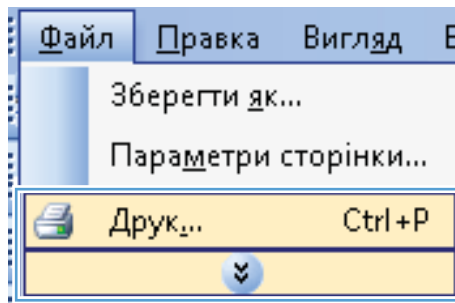 Файл Правка Вигляд
Зберегти як...
Параметри сторінки...
Друк... Ctrl+P